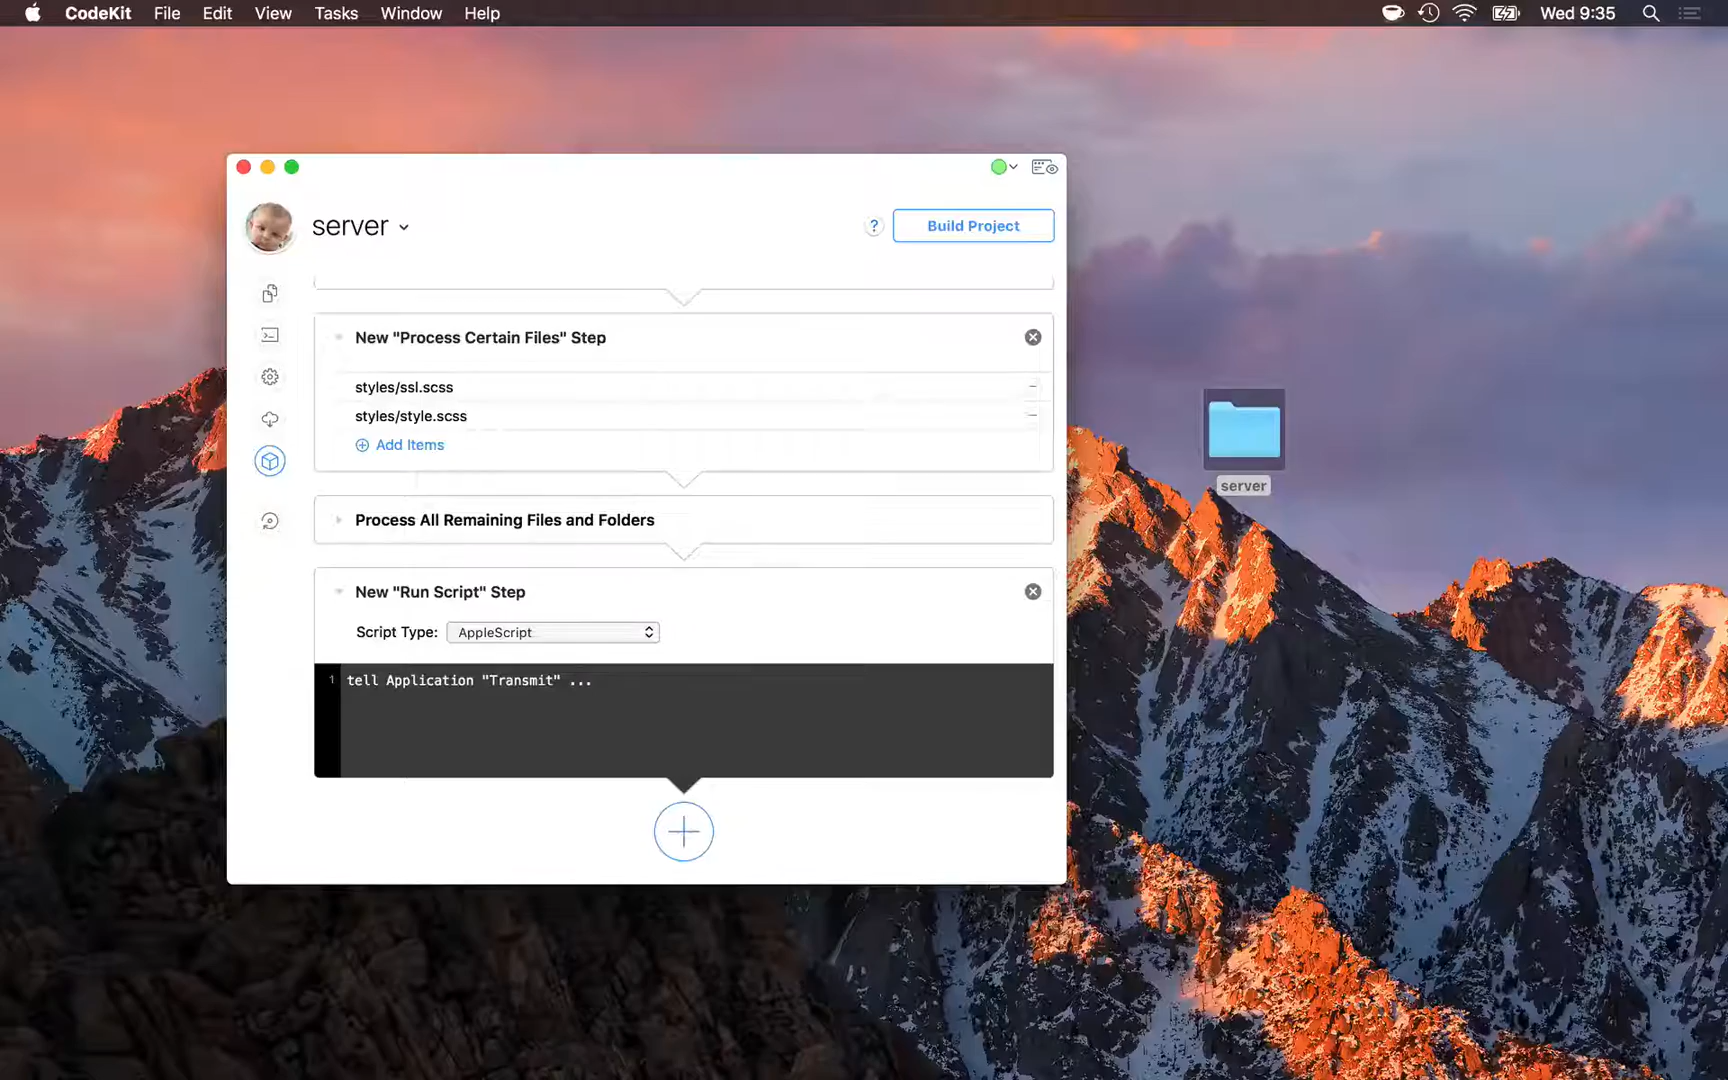 CodeKit File Edit View Tasks Window Help Wed 9:35
server
? Build Project
New "Process Certain Files" Step
styles/ssl.scss
styles/style.scss
Add Items
Process All Remaining Files and Folders
New "Run Script" Step
Script Type: AppleScript
1 tell Application "Transmit" ...
server